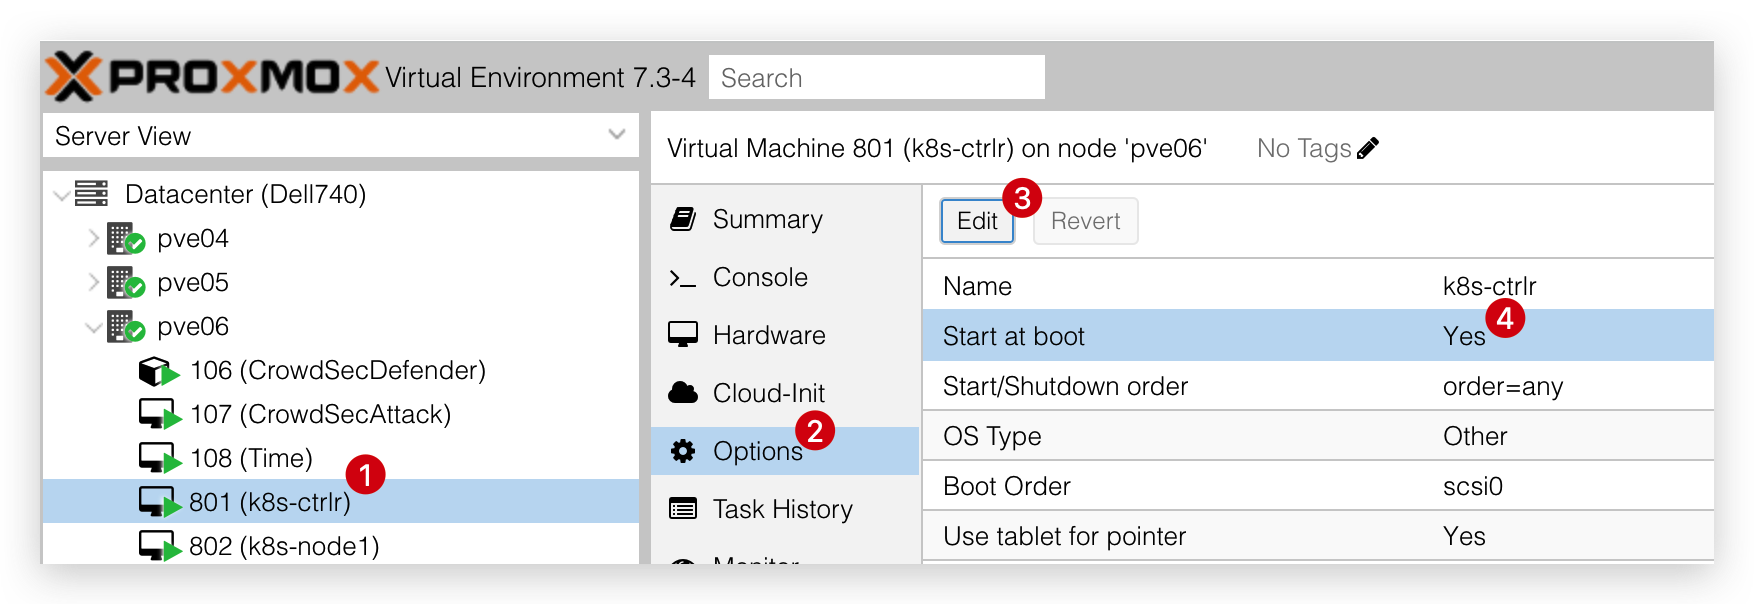 PROXMOX Virtual Environment 7.3-4 Search
Server View
Virtual Machine 801 (k8s-ctrlr) on node 'pve06' No Tags
Datacenter (Dell740)
pve04
pve05
pve06
106 (CrowdSecDefender)
107 (CrowdSecAttack)
108 (Time)
1
801 (k8s-ctrlr)
802 (k8s-node1)
Summary
Console
Hardware
Cloud-Init
2
Options
Task History
Monitor
3
Edit Revert
Name k8s-ctrlr
4
Start at boot Yes
Start/Shutdown order order=any
OS Type Other
Boot Order scsi0
Use tablet for pointer Yes